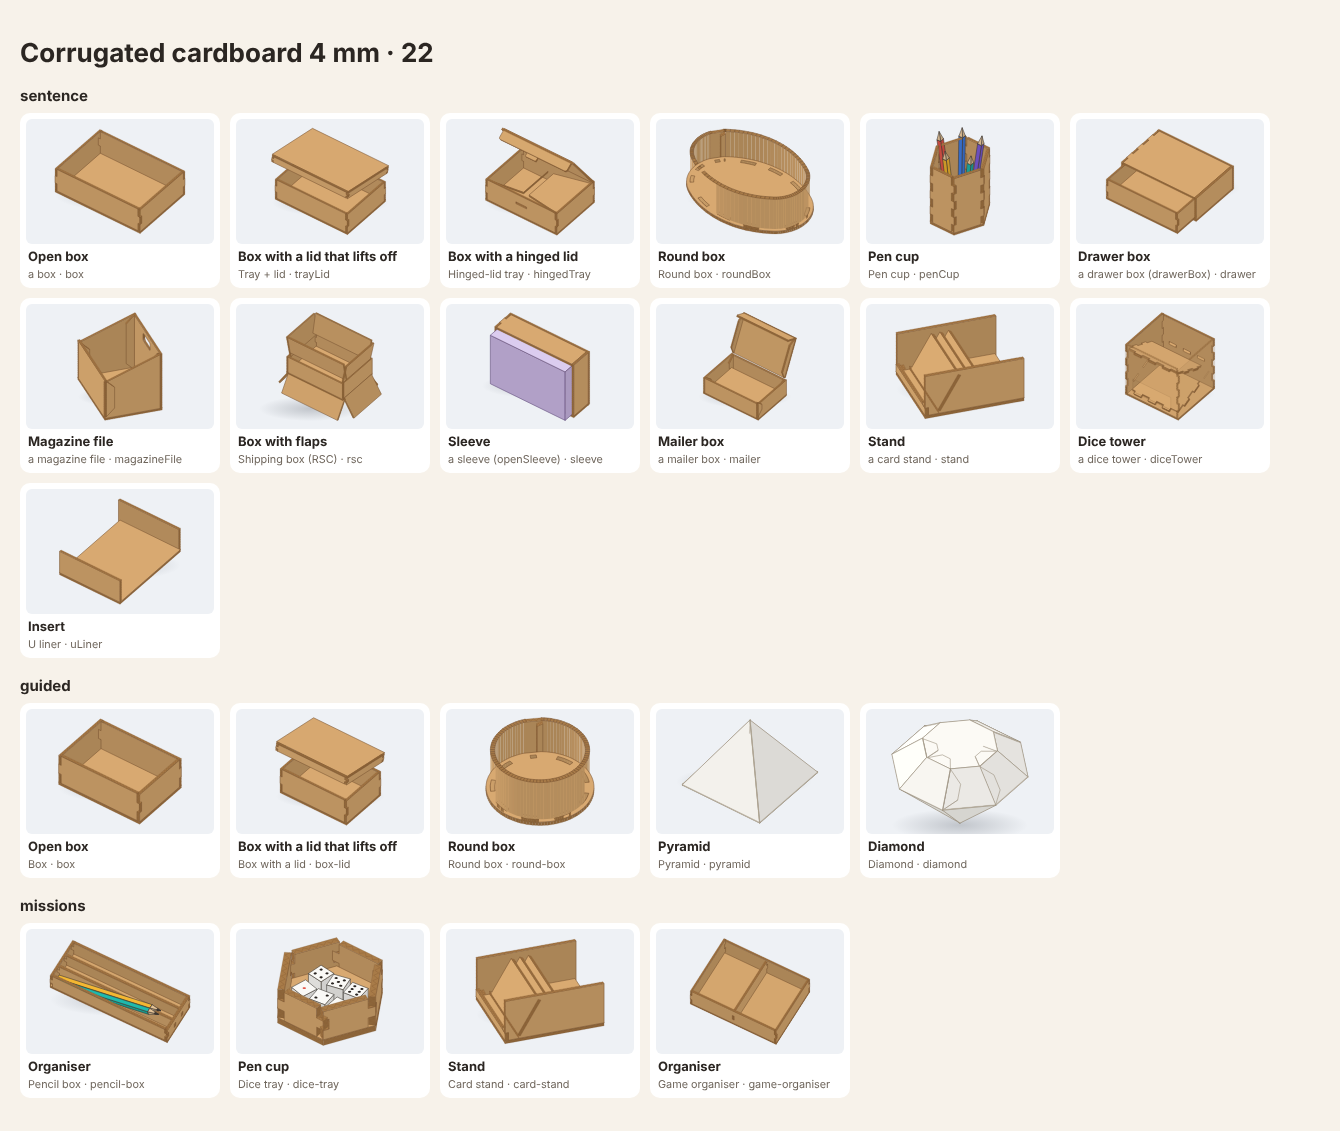 Corrugated cardboard 4 mm · 22
sentence
Open box
a box · box
Box with a lid that lifts off
Tray + lid · trayLid
Box with a hinged lid
Hinged-lid tray · hingedTray
Round box
Round box · roundBox
Pen cup
Pen cup · penCup
Drawer box
a drawer box (drawerBox) · drawer
Magazine file
a magazine file · magazineFile
Box with flaps
Shipping box (RSC) · rsc
Sleeve
a sleeve (openSleeve) · sleeve
Mailer box
a mailer box · mailer
Stand
a card stand · stand
Dice tower
a dice tower · diceTower
Insert
U liner · uLiner
guided
Open box
Box · box
Box with a lid that lifts off
Box with a lid · box-lid
Round box
Round box · round-box
Pyramid
Pyramid · pyramid
Diamond
Diamond · diamond
missions
Organiser
Pencil box · pencil-box
Pen cup
Dice tray · dice-tray
Stand
Card stand · card-stand
Organiser
Game organiser · game-organiser